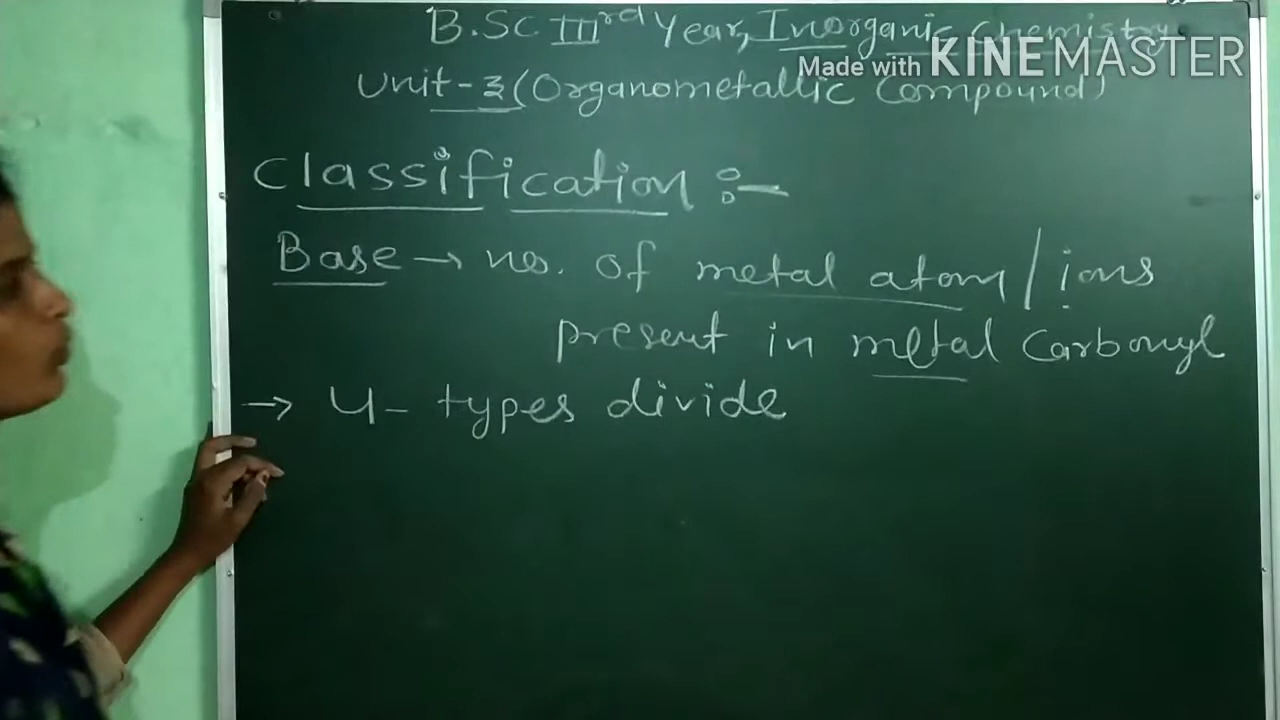 B.Sc IIIrd Year, Inorganic Chemistry
Made with KINEMASTER
Unit-3 (Organometallic Compound)
Classification :-
Base → no. of metal atom / ions
present in metal Carbonyl
→ 4- types divide